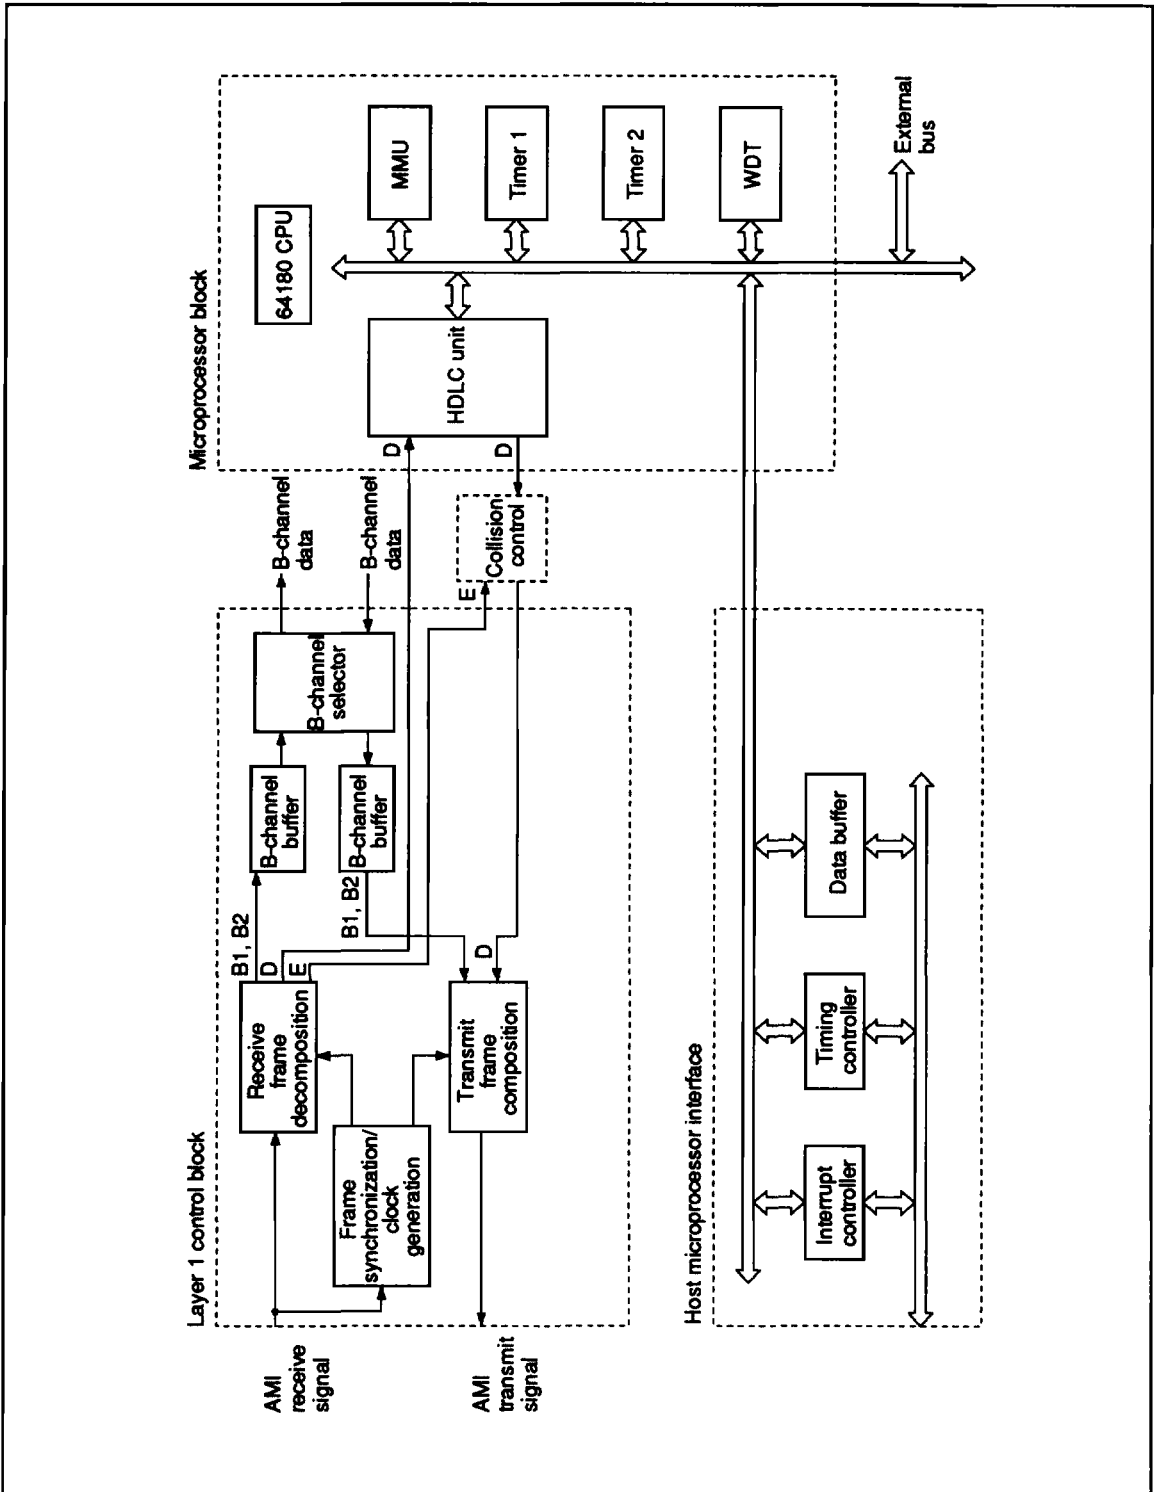 Layer 1 control block
AMI
receive
signal
Receive
frame
decomposition
B1, B2
D
E
B-channel
buffer
B-channel
selector
B-channel
data
B-channel
data
B-channel
buffer
B1, B2
Frame
synchronization/
clock
generation
Transmit
frame
composition
D
AMI
transmit
signal
E
Collision
control
Microprocessor block
D
D
HDLC unit
64180 CPU
MMU
Timer 1
Timer 2
WDT
External
bus
Host microprocessor interface
Interrupt
controller
Timing
controller
Data buffer